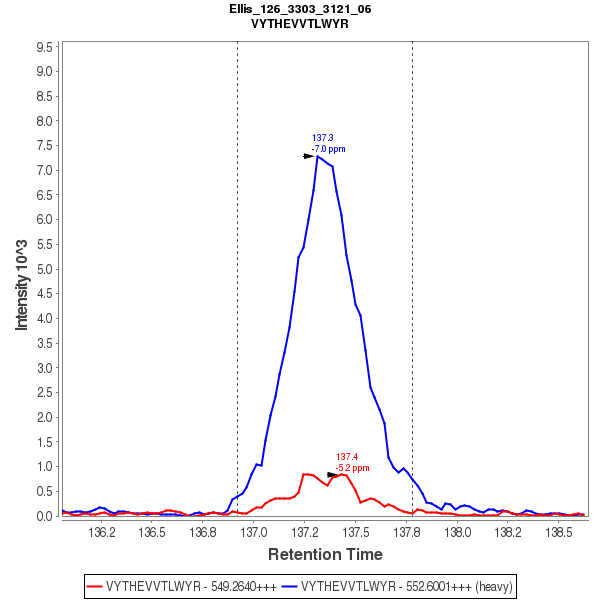 Ellis_126_3303_3121_06
VYTHEVVTLWYR
Intensity 10^3
9.5
9.0
8.5
8.0
7.5
7.0
6.5
6.0
5.5
5.0
4.5
4.0
3.5
3.0
2.5
2.0
1.5
1.0
0.5
0.0
137.3
-7.0 ppm
137.4
-5.2 ppm
136.2 136.5 136.8 137.0 137.2 137.5 137.8 138.0 138.2 138.5
Retention Time
VYTHEVVTLWYR - 549.2640+++ VYTHEVVTLWYR - 552.6001+++ (heavy)